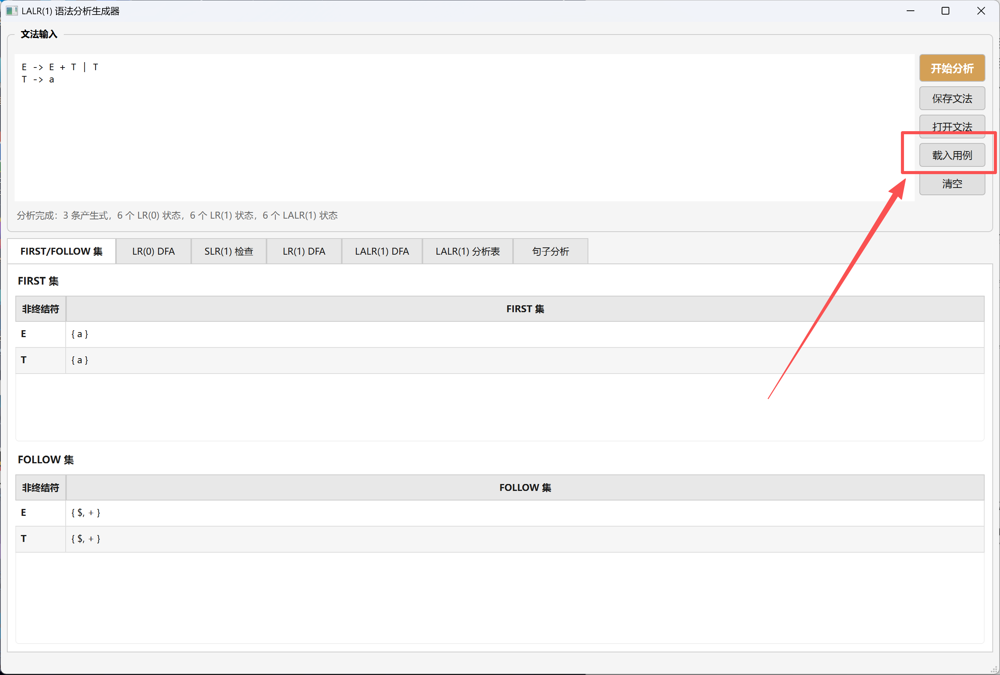 LALR(1) 语法分析生成器
文法输入
E -> E + T | T
T -> a
开始分析
保存文法
打开文法
载入用例
清空
分析完成：3 条产生式，6 个 LR(0) 状态，6 个 LR(1) 状态，6 个 LALR(1) 状态
FIRST/FOLLOW 集 LR(0) DFA SLR(1) 检查 LR(1) DFA LALR(1) DFA LALR(1) 分析表 句子分析
FIRST 集
非终结符 FIRST 集
E { a }
T { a }
FOLLOW 集
非终结符 FOLLOW 集
E { $, + }
T { $, + }